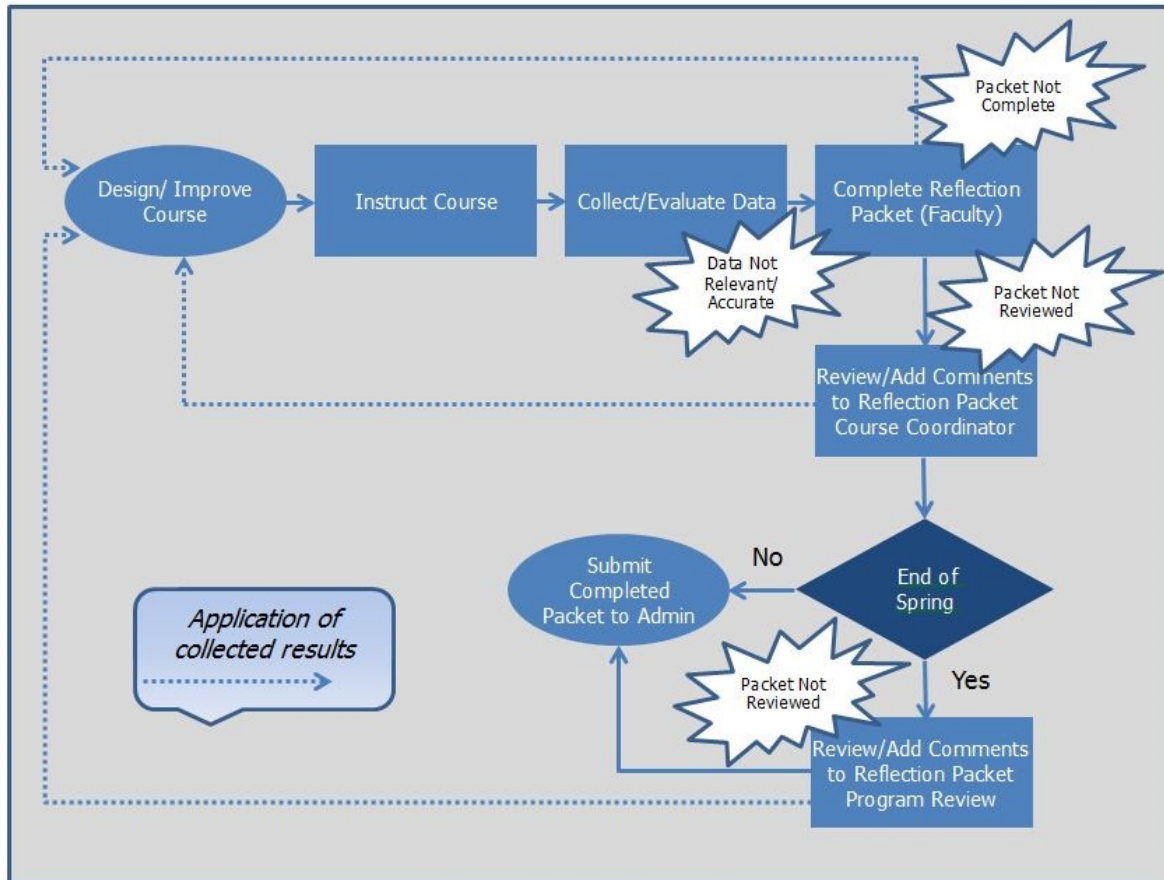 Packet Not
Complete
Design/ Improve
Course
Instruct Course
Collect/Evaluate Data
Complete Reflection
Packet (Faculty)
Data Not
Relevant/
Accurate
Packet Not
Reviewed
Review/Add Comments
to Reflection Packet
Course Coordinator
End of
Spring
No
Submit
Completed
Packet to Admin
Yes
Application of
collected results
Packet Not
Reviewed
Review/Add Comments
to Reflection Packet
Program Review